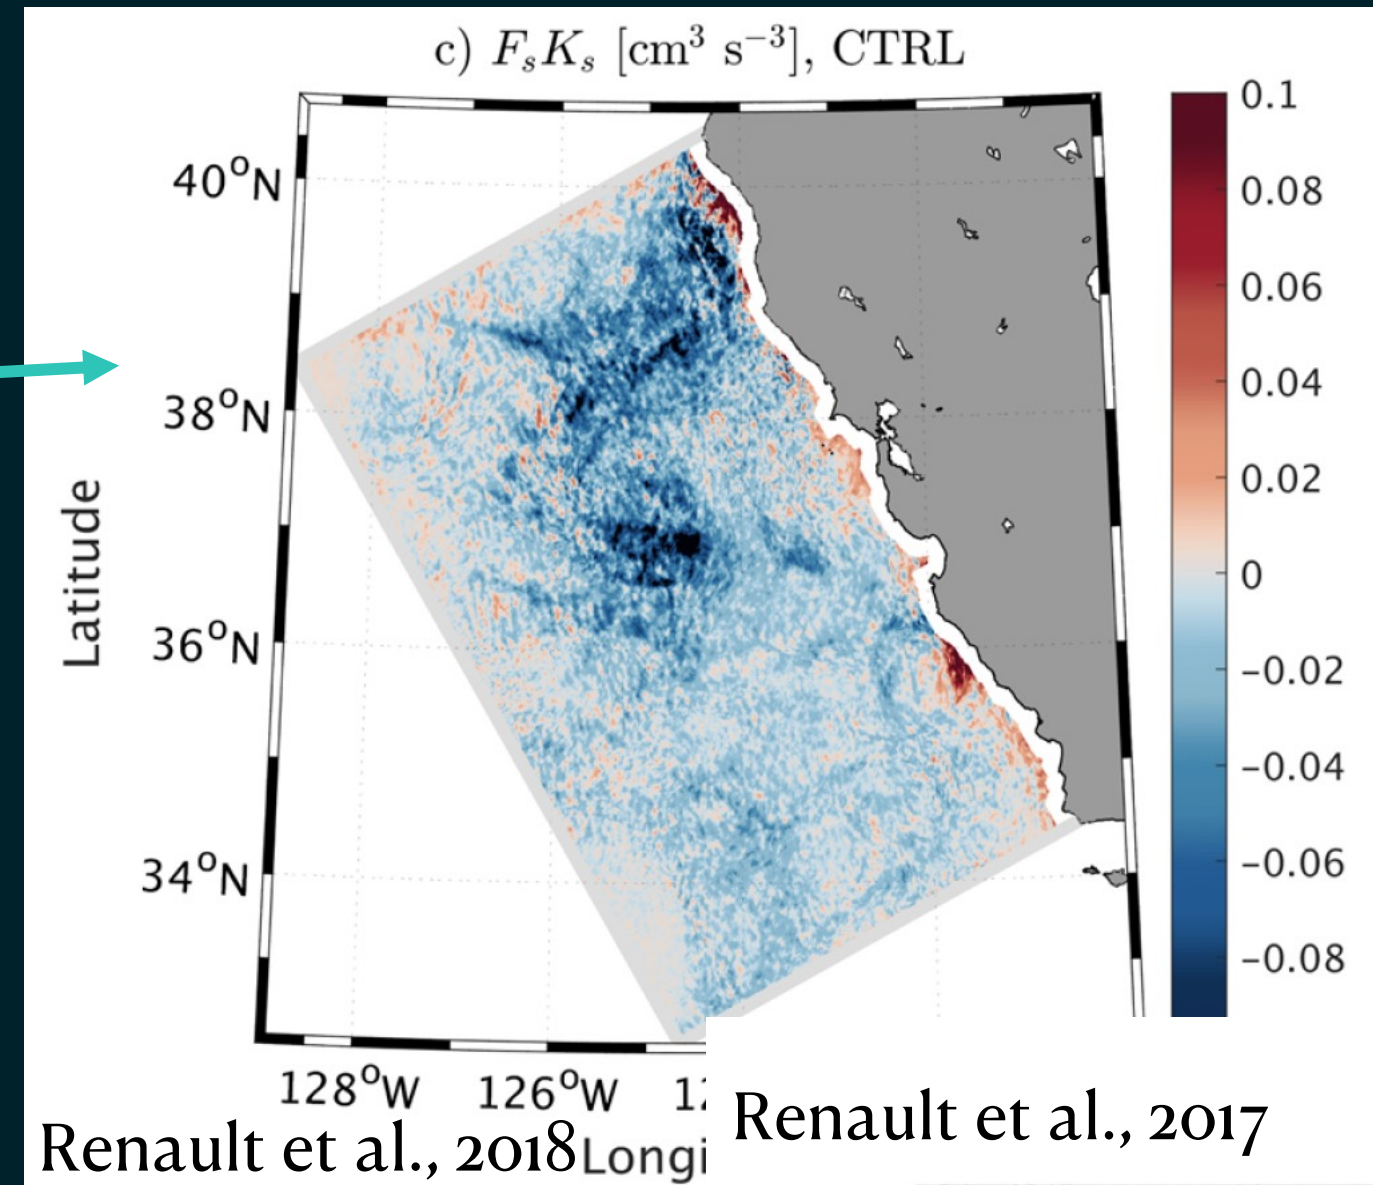 c) FₛKₛ [cm³ s⁻³], CTRL
0.1
40°N
0.08
0.06
0.04
38°N
0.02
Latitude
0
36°N
−0.02
−0.04
34°N
−0.06
−0.08
128°W 126°W 12
Renault et al., 2017
Renault et al., 2018 Longi